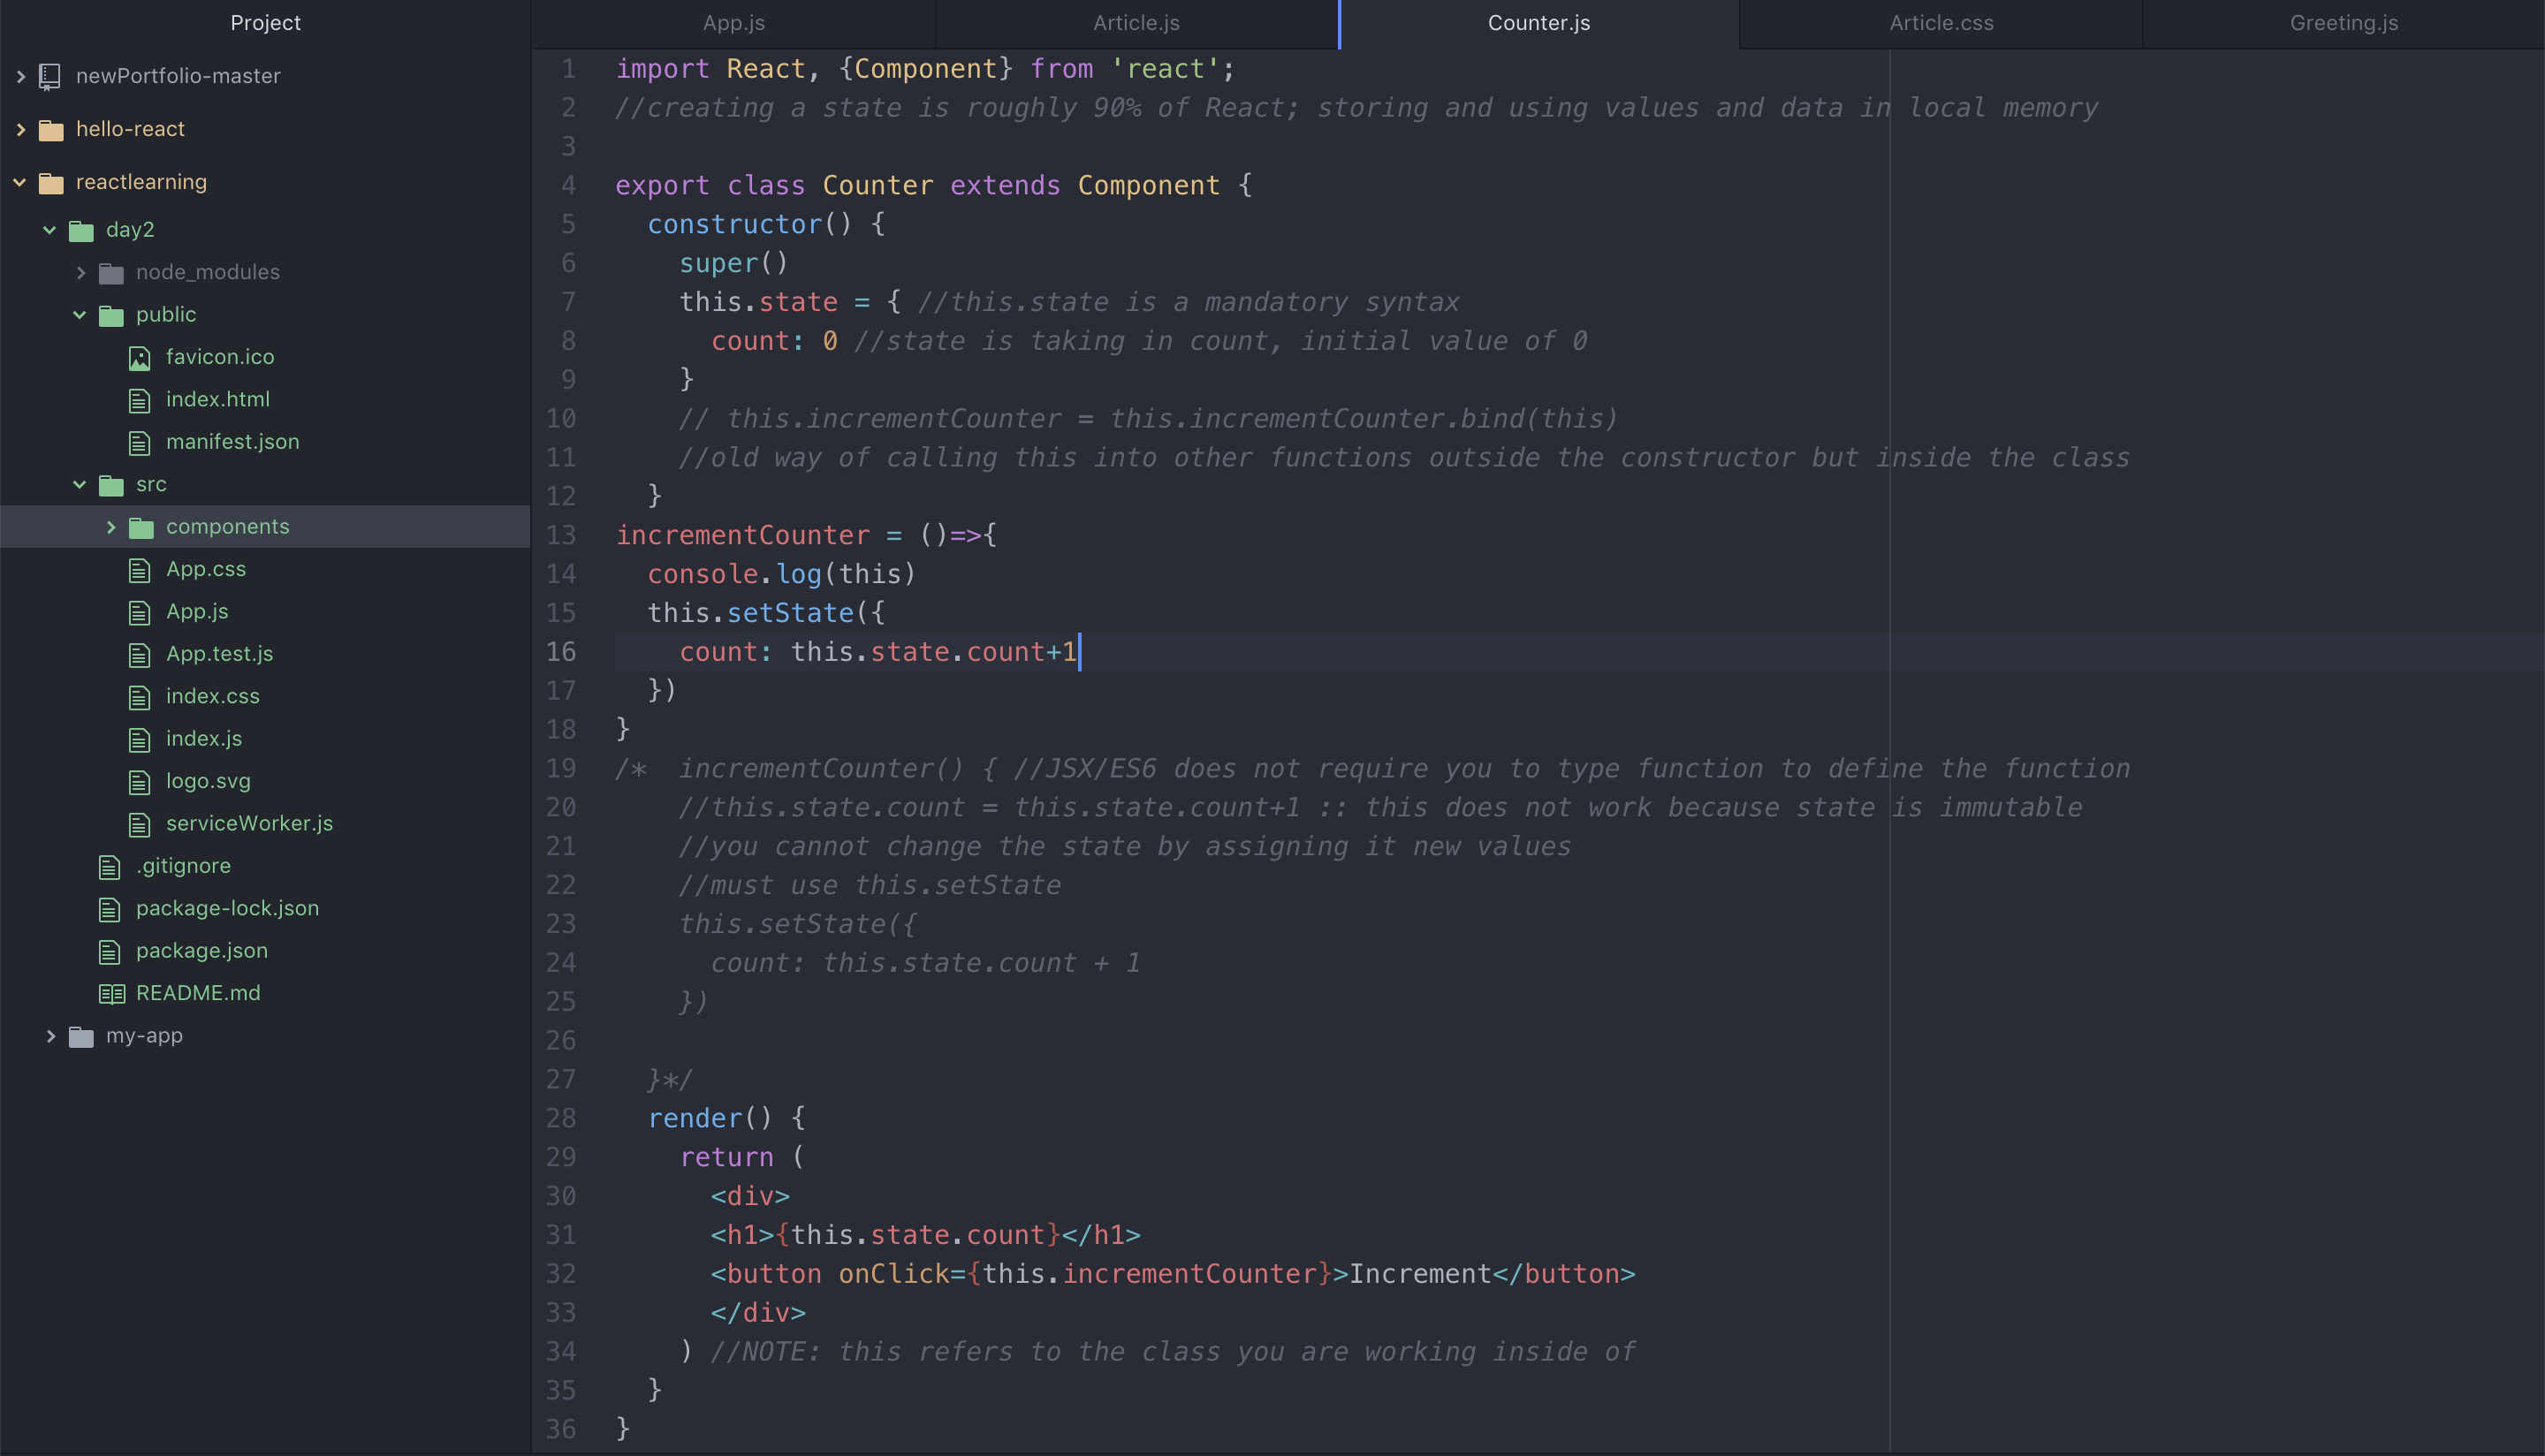 Project
newPortfolio-master
hello-react
reactlearning
day2
node_modules
public
favicon.ico
index.html
manifest.json
src
components
App.css
App.js
App.test.js
index.css
index.js
logo.svg
serviceWorker.js
.gitignore
package-lock.json
package.json
README.md
my-app
App.js Article.js Counter.js Article.css Greeting.js
1 import React, {Component} from 'react';
2 //creating a state is roughly 90% of React; storing and using values and data in local memory
3
4 export class Counter extends Component {
5   constructor() {
6     super()
7     this.state = { //this.state is a mandatory syntax
8       count: 0 //state is taking in count, initial value of 0
9     }
10     // this.incrementCounter = this.incrementCounter.bind(this)
11     //old way of calling this into other functions outside the constructor but inside the class
12   }
13 incrementCounter = ()=>{
14   console.log(this)
15   this.setState({
16     count: this.state.count+1
17   })
18 }
19 /*  incrementCounter() { //JSX/ES6 does not require you to type function to define the function
20     //this.state.count = this.state.count+1 :: this does not work because state is immutable
21     //you cannot change the state by assigning it new values
22     //must use this.setState
23     this.setState({
24       count: this.state.count + 1
25     })
26
27   }*/
28   render() {
29     return (
30       <div>
31       <h1>{this.state.count}</h1>
32       <button onClick={this.incrementCounter}>Increment</button>
33       </div>
34     ) //NOTE: this refers to the class you are working inside of
35   }
36 }